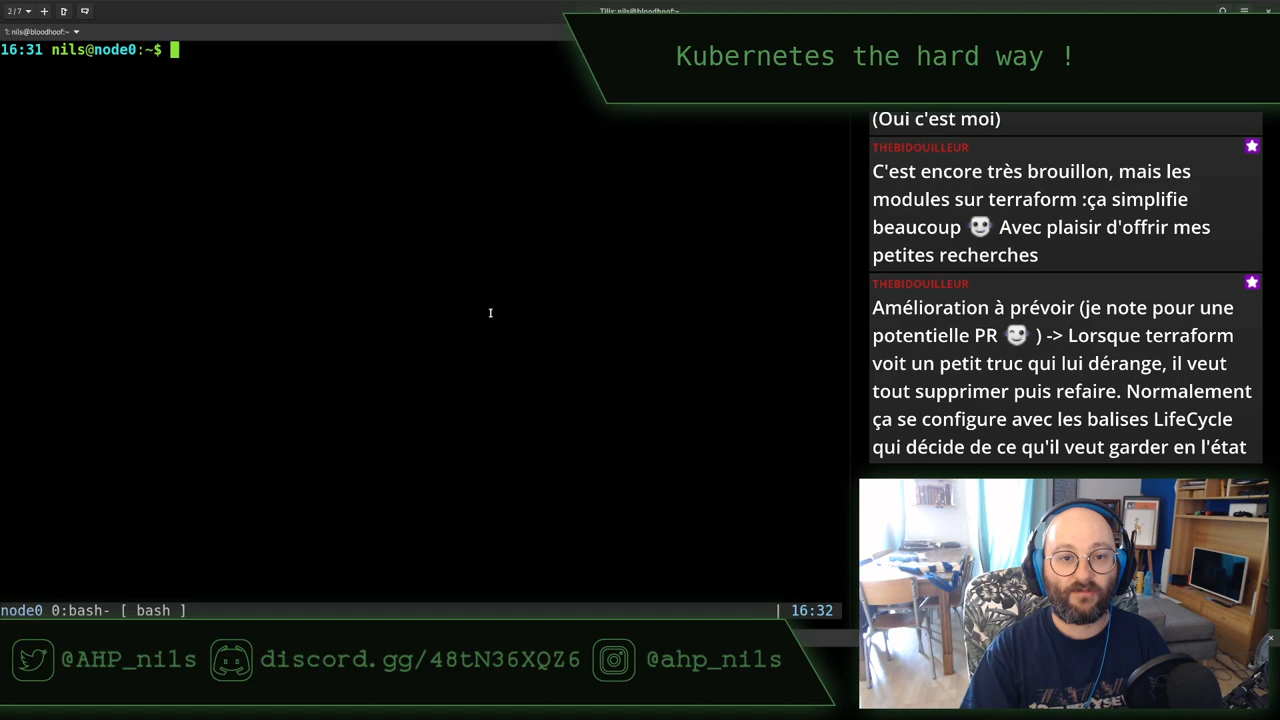 2/7
Tilix: nils@bloodhoof:~
1: nils@bloodhoof:~
16:31 nils@node0:~$
Kubernetes the hard way !
(Oui c'est moi)
THEBIDOUILLEUR
C'est encore très brouillon, mais les
modules sur terraform :ça simplifie
beaucoup Avec plaisir d'offrir mes
petites recherches
THEBIDOUILLEUR
Amélioration à prévoir (je note pour une
potentielle PR ) -> Lorsque terraform
voit un petit truc qui lui dérange, il veut
tout supprimer puis refaire. Normalement
ça se configure avec les balises LifeCycle
qui décide de ce qu'il veut garder en l'état
node0 0:bash- [ bash ]
| 16:32
@AHP_nils
discord.gg/48tN36XQZ6
@ahp_nils